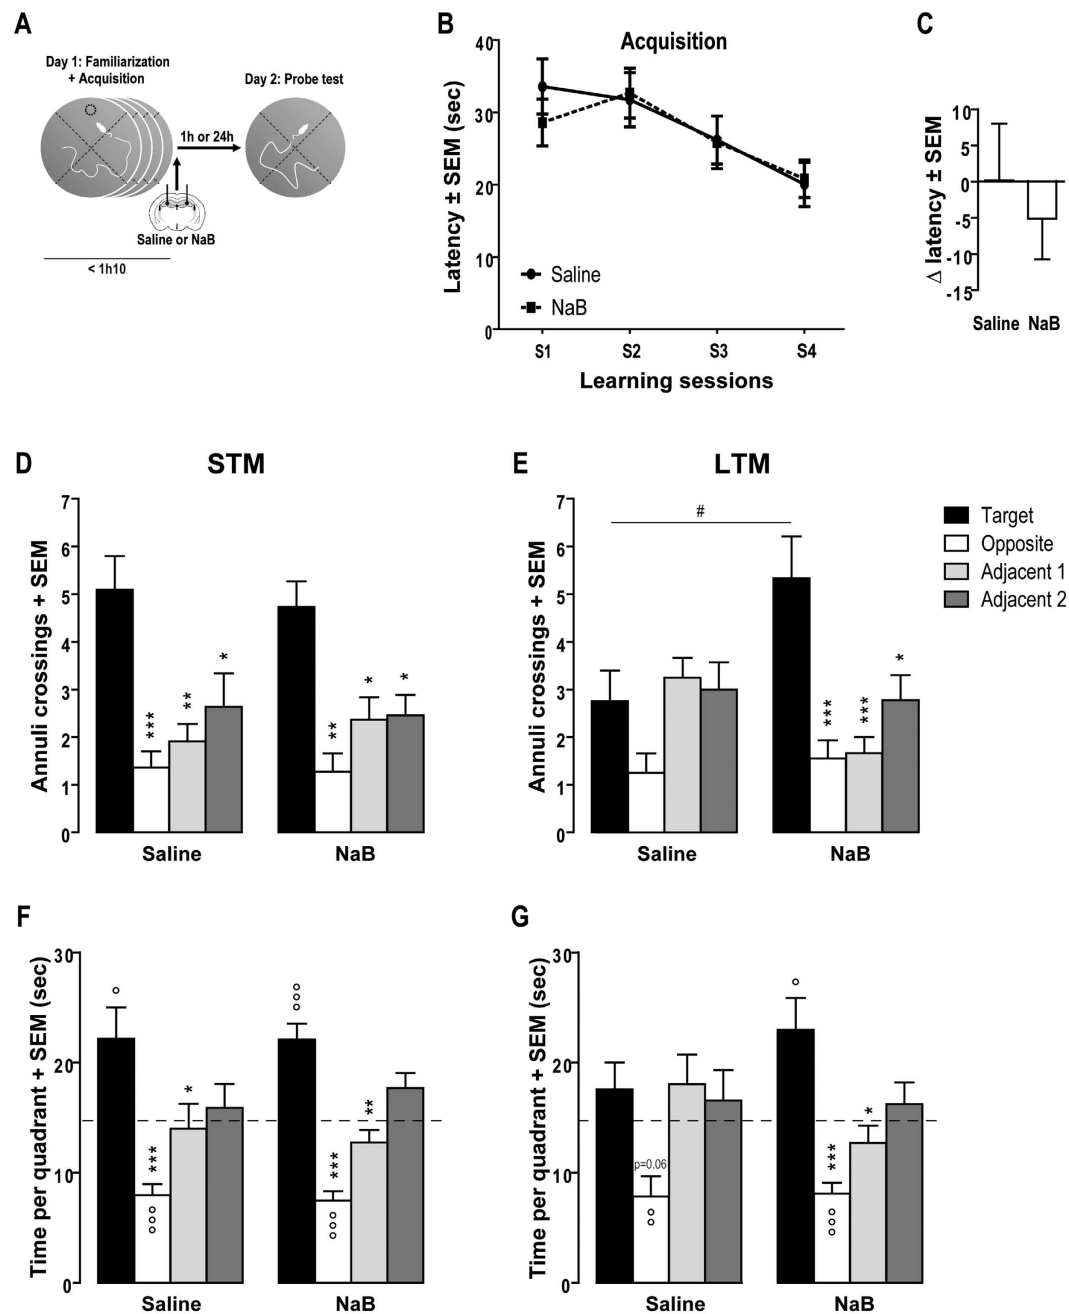 A
Day 1: Familiarization
+ Acquisition
Day 2: Probe test
1h or 24h
Saline or NaB
< 1h10
B
Acquisition
Latency ± SEM (sec)
40
30
20
10
0
Saline
NaB
S1 S2 S3 S4
Learning sessions
C
Δ latency ± SEM
10
5
0
-5
-10
-15
Saline NaB
D
STM
Annuli crossings + SEM
7
6
5
4
3
2
1
0
***
**
*
**
*
*
Saline NaB
E
LTM
Annuli crossings + SEM
7
6
5
4
3
2
1
0
#
***
***
*
Saline NaB
Target
Opposite
Adjacent 1
Adjacent 2
F
Time per quadrant + SEM (sec)
30
20
10
0
°
***
°°°
*
°°°
***
°°°
**
Saline NaB
G
Time per quadrant + SEM (sec)
30
20
10
0
p=0.06
°°
°
***
°°°
*
Saline NaB